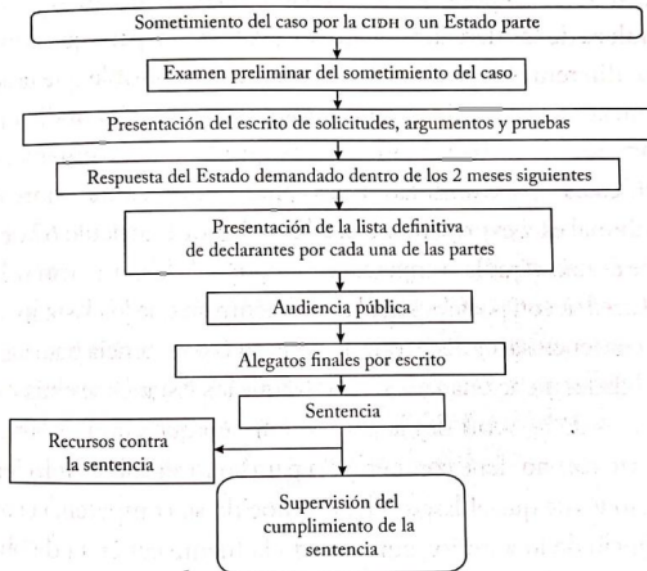 Sometimiento del caso por la CIDH o un Estado parte
Examen preliminar del sometimiento del caso
Presentación del escrito de solicitudes, argumentos y pruebas
Respuesta del Estado demandado dentro de los 2 meses siguientes
Presentación de la lista definitiva
de declarantes por cada una de las partes
Audiencia pública
Alegatos finales por escrito
Sentencia
Recursos contra
la sentencia
Supervisión del
cumplimiento de la
sentencia